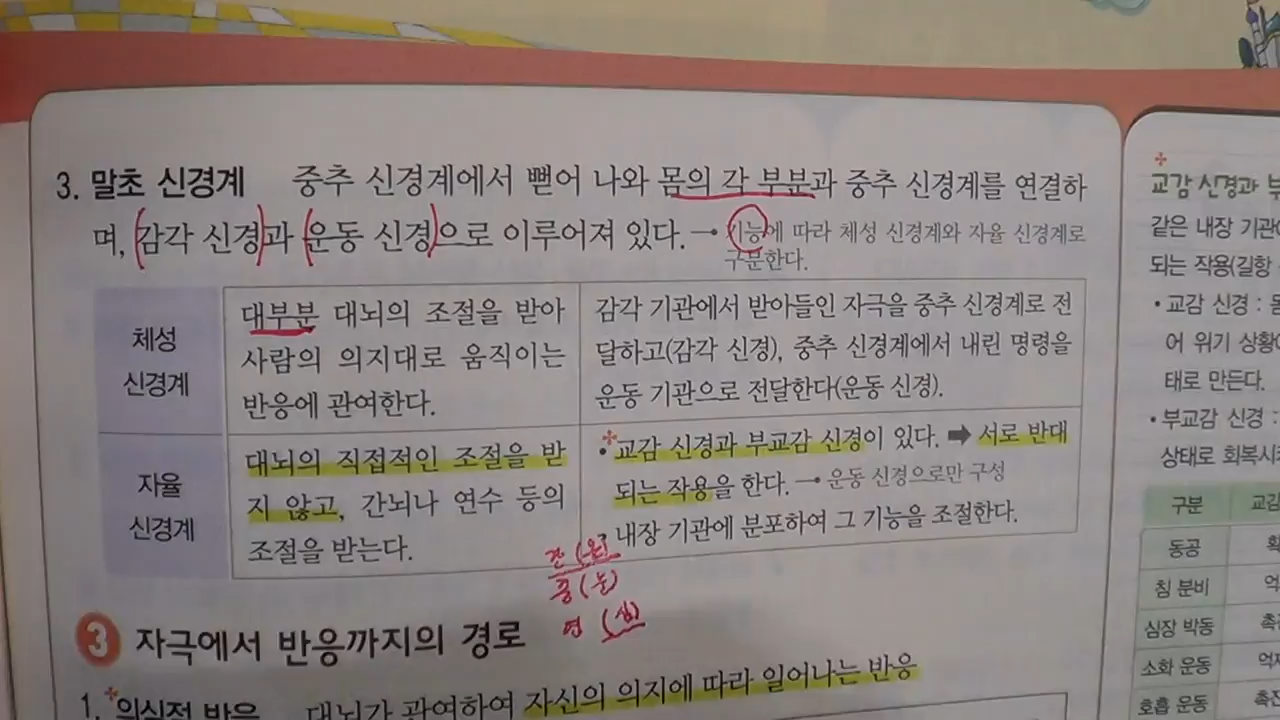 3. 말초 신경계 중추 신경계에서 뻗어 나와 몸의 각 부분과 중추 신경계를 연결하
며, 감각 신경과 운동 신경으로 이루어져 있다. → 기능에 따라 체성 신경계와 자율 신경계로
구분한다.
체성
신경계
대부분 대뇌의 조절을 받아
사람의 의지대로 움직이는
반응에 관여한다.
감각 기관에서 받아들인 자극을 중추 신경계로 전
달하고(감각 신경), 중추 신경계에서 내린 명령을
운동 기관으로 전달한다(운동 신경).
자율
신경계
대뇌의 직접적인 조절을 받
지 않고, 간뇌나 연수 등의
조절을 받는다.
• 교감 신경과 부교감 신경이 있다. ➡ 서로 반대
되는 작용을 한다. → 운동 신경으로만 구성
• 내장 기관에 분포하여 그 기능을 조절한다.
간 (온)
중 (눈)
연 (심)
3 자극에서 반응까지의 경로
1. 의식적 반응 대뇌가 관여하여 자신의 의지에 따라 일어나는 반응
교감 신경과
같은 내장
되는 작용(길항
• 교감 신경 :
어 위기
태로 만든다.
• 부교감 신경 :
상태로
구분
동공
침 분비
심장 박동
소화 운동
호흡 운동